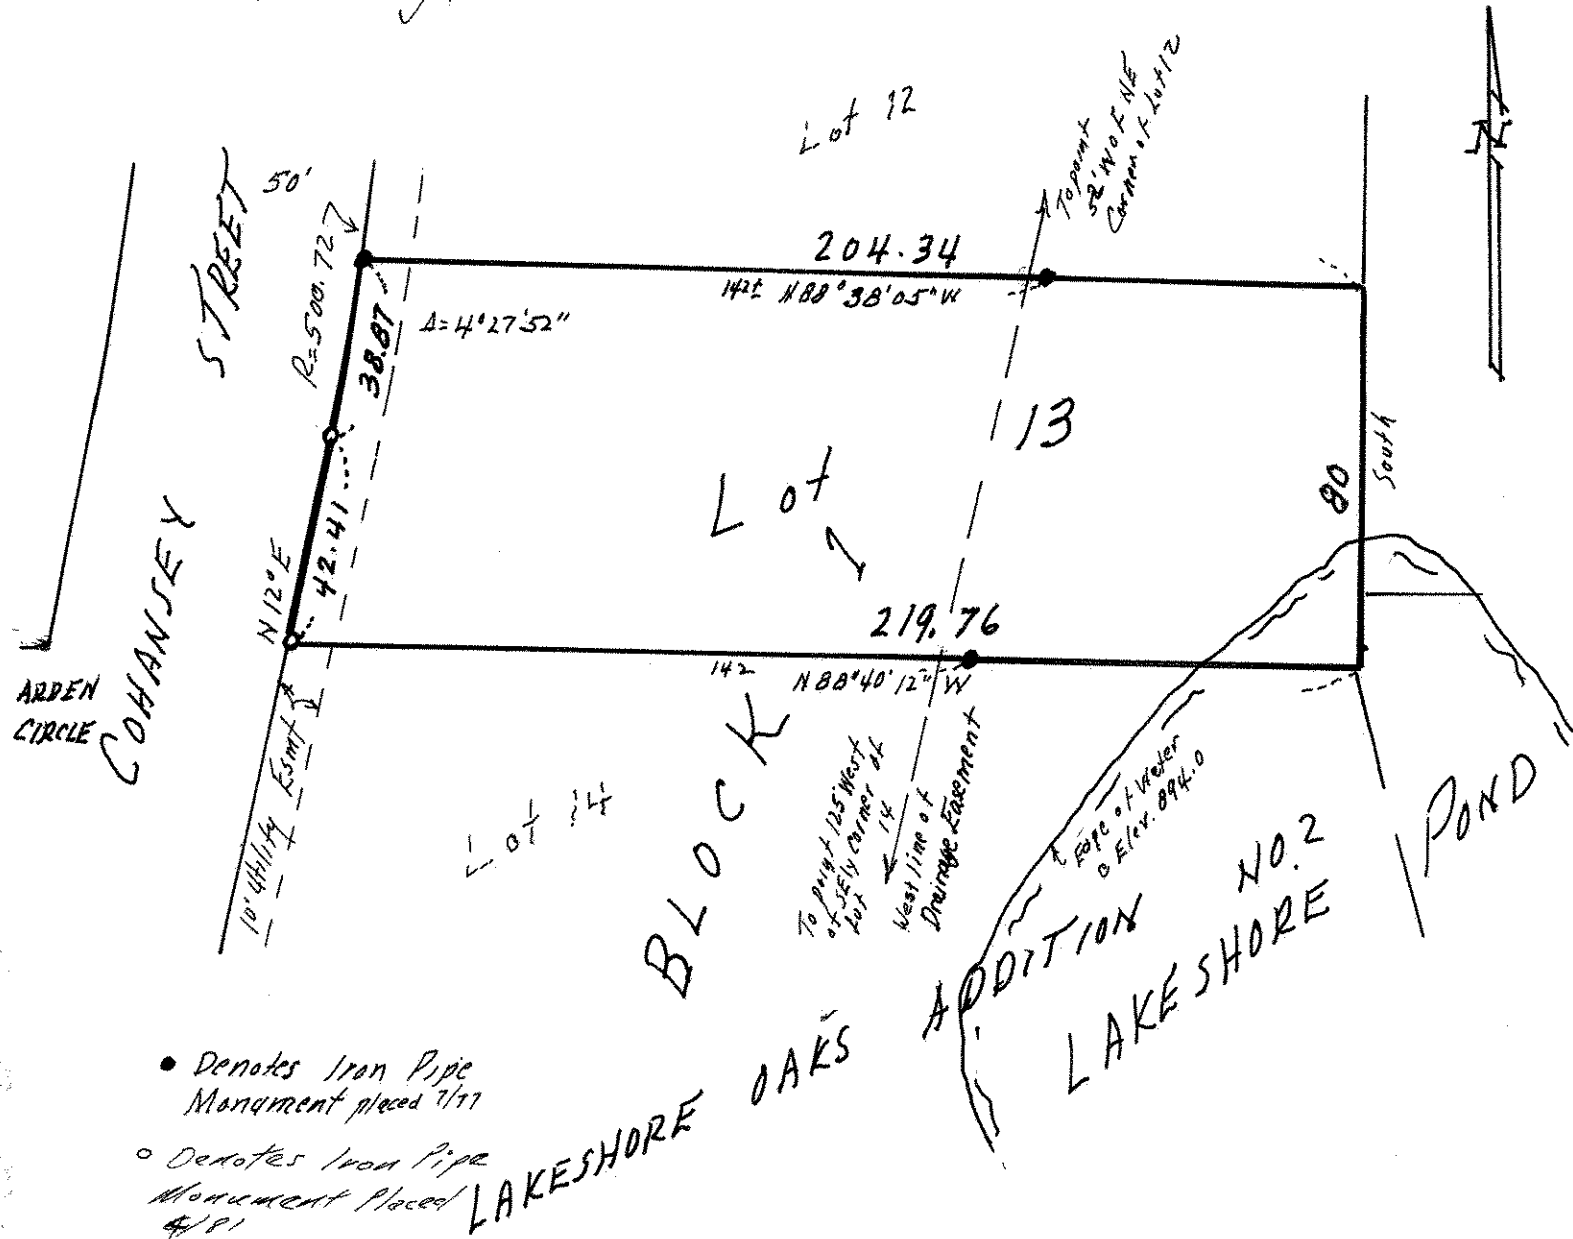 Lot 12
To point
52' W of NE
Corner of Lot 12
N
50'
STREET
R=500.72
204.34
142± N88°38'05"W
38.87
Δ=4°27'52"
13
Lot
80
South
COHANSEY
N12°E
42.41
219.76
142
N88°40'12"W
ARDEN
CIRCLE
10' Utility Esmt
Lot 14
BLOCK
1
To point 125' West
of SEly Corner of
Lot 14
West line of
Drainage Easement
Edge of Water
Elev. 894.0
LAKESHORE OAKS ADDITION NO. 2
LAKESHORE POND
● Denotes Iron Pipe
Monument placed 7/77
○ Denotes Iron Pipe
Monument Placed
4/81